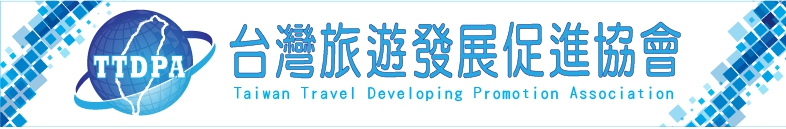 TTDPA
台灣旅遊發展促進協會
Taiwan Travel Developing Promotion Association